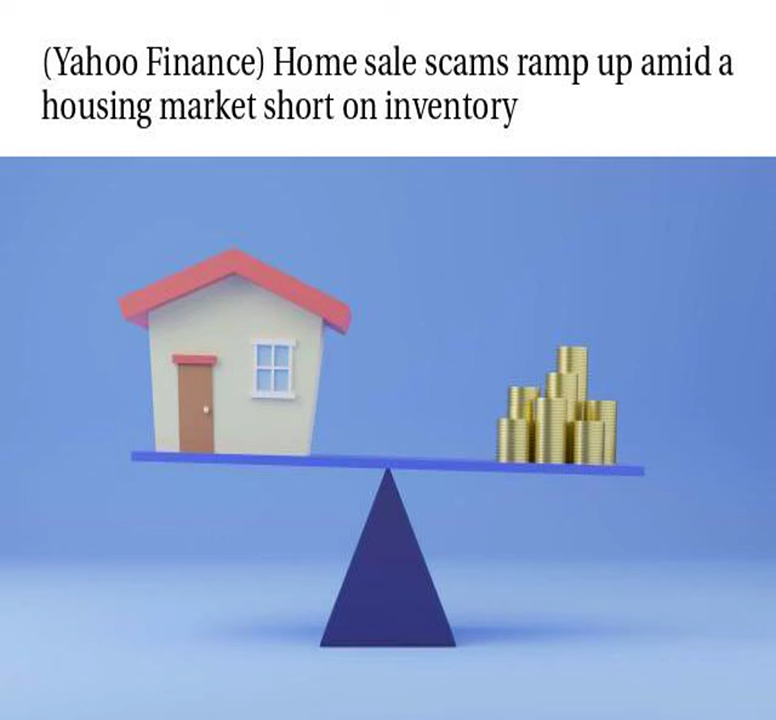 (Yahoo Finance) Home sale scams ramp up amid a
housing market short on inventory